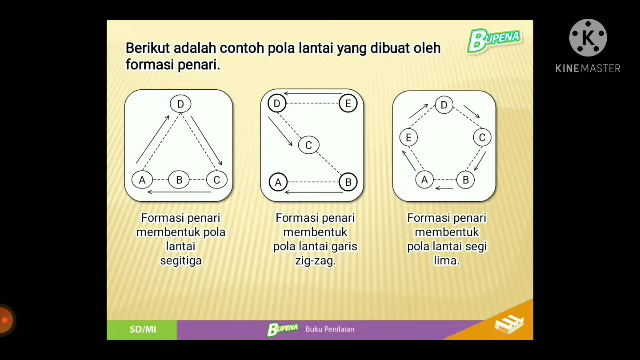 Berikut adalah contoh pola lantai yang dibuat oleh
formasi penari.
BUPENA
K
KINEMASTER
D
A
B
C
Formasi penari
membentuk pola
lantai
segitiga
D
E
C
A
B
Formasi penari
membentuk
pola lantai garis
zig-zag.
D
E
C
A
B
Formasi penari
membentuk
pola lantai segi
lima.
SD/MI
BUPENA
Buku Penilaian